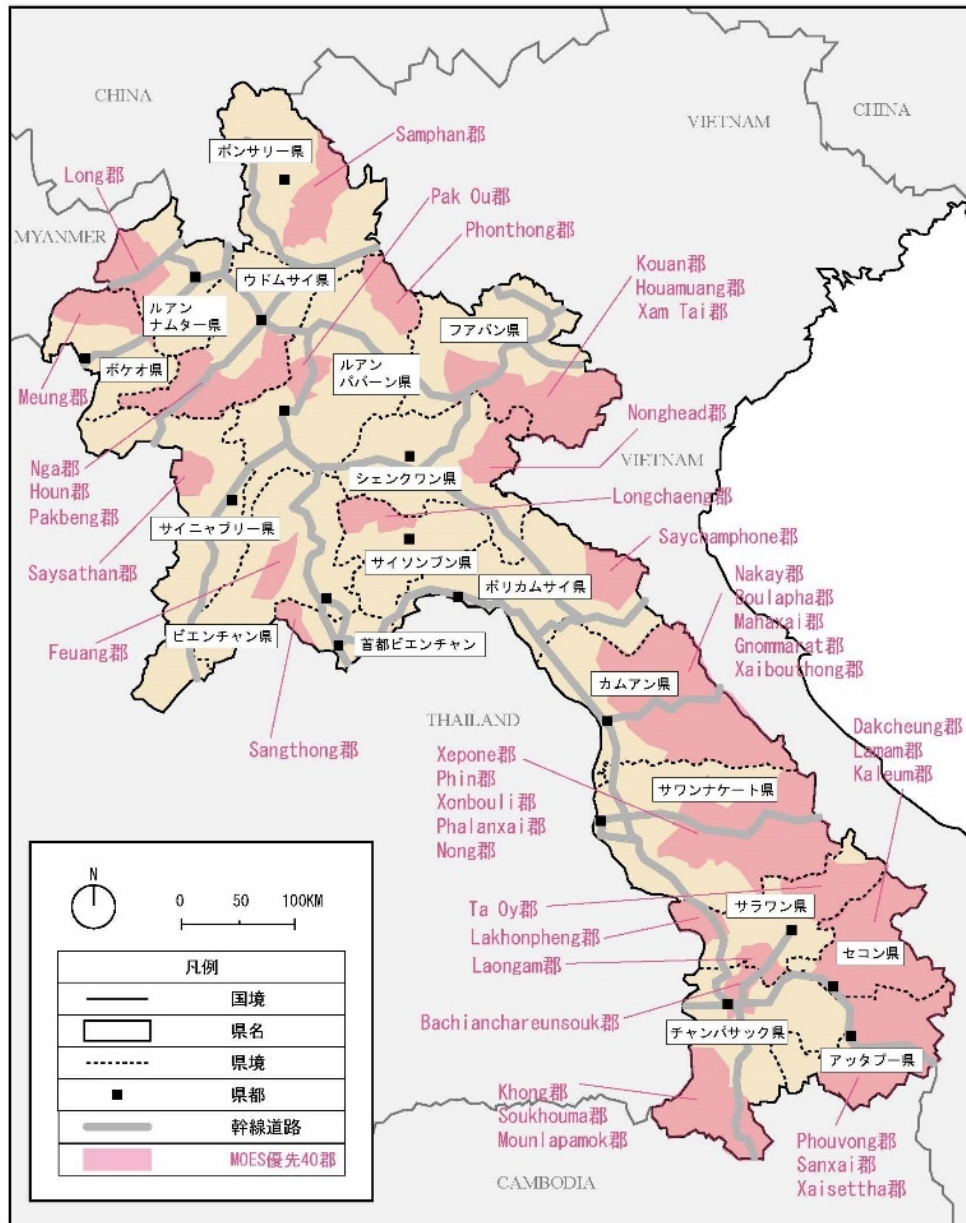 CHINA
VIETNAM
CHINA
ポンサリー県
Samphan郡
Long郡
Pak Ou郡
MYANMER
Phonthong郡
ウドムサイ県
Kouan郡
Houamuang郡
Xam Tai郡
ルアン
ナムター県
フアパン県
ルアン
パバーン県
ボケオ県
Meung郡
Nonghead郡
VIETNAM
Nga郡
Houn郡
Pakbeng郡
シェンクワン県
Longchaeng郡
サイニャブリー県
Saychamphone郡
サイソンブン県
Saysathan郡
ボリカムサイ県
Nakay郡
Boulapha郡
Mahaxai郡
Gnommarat郡
Xaibouthong郡
ビエンチャン県
首都ビエンチャン
Feuang郡
カムアン県
THAILAND
Sangthong郡
Dakcheung郡
Lamam郡
Kaleum郡
Xepone郡
Phin郡
Xonbouli郡
Phalanxai郡
Nong郡
サワンナケート県
N
0 50 100KM
Ta Oy郡
サラワン県
Lakhonpheng郡
Laongam郡
セコン県
Bachianchareunsouk郡
チャンパサック県
アッタプー県
凡例
国境
県名
県境
県都
幹線道路
MOES優先40郡
Khong郡
Soukhouma郡
Mounlapamok郡
Phouvong郡
Sanxai郡
Xaisettha郡
CAMBODIA